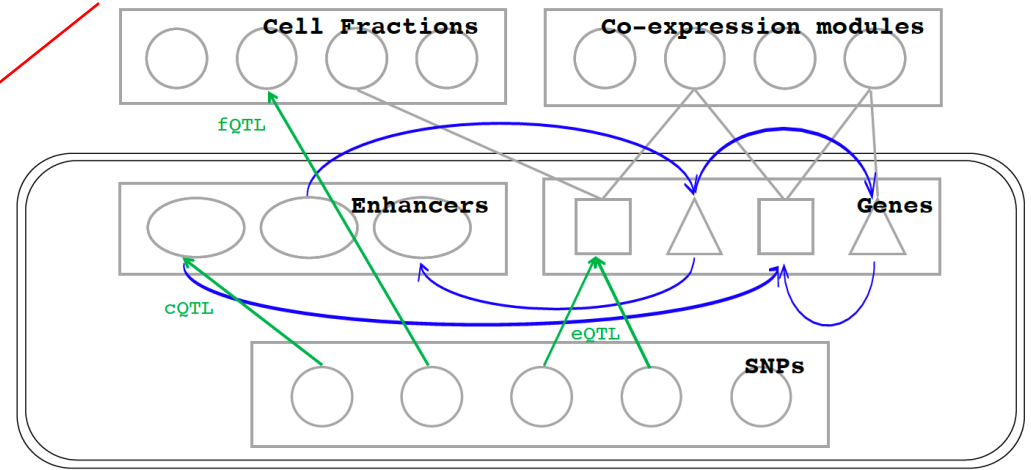 Cell Fractions
Co-expression modules
fQTL
Enhancers
Genes
cQTL
eQTL
SNPs